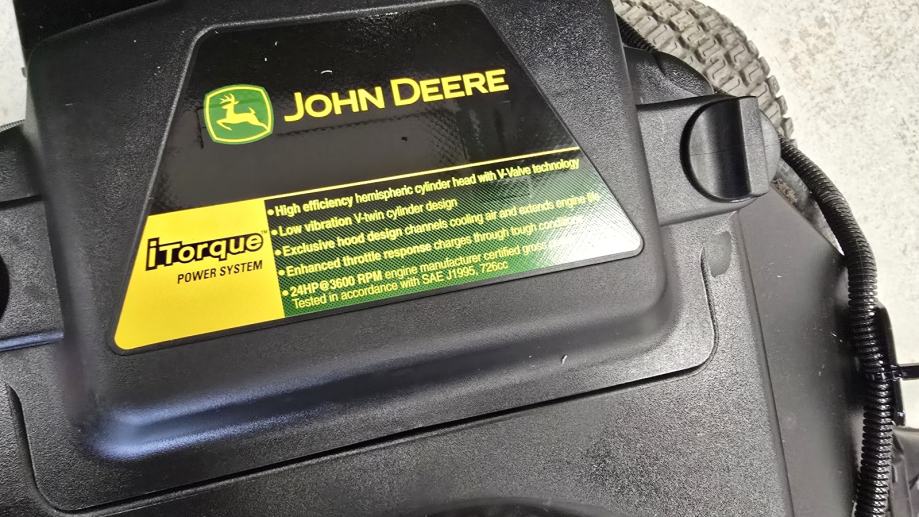 JOHN DEERE
iTorque™
POWER SYSTEM
• High efficiency hemispheric cylinder head with V-Valve technology
• Low vibration V-twin cylinder design
• Exclusive hood design channels cooling air and extends engine life
• Enhanced throttle response charges through tough conditions
• 24HP@3600 RPM engine manufacturer certified gross
Tested in accordance with SAE J1995, 726cc